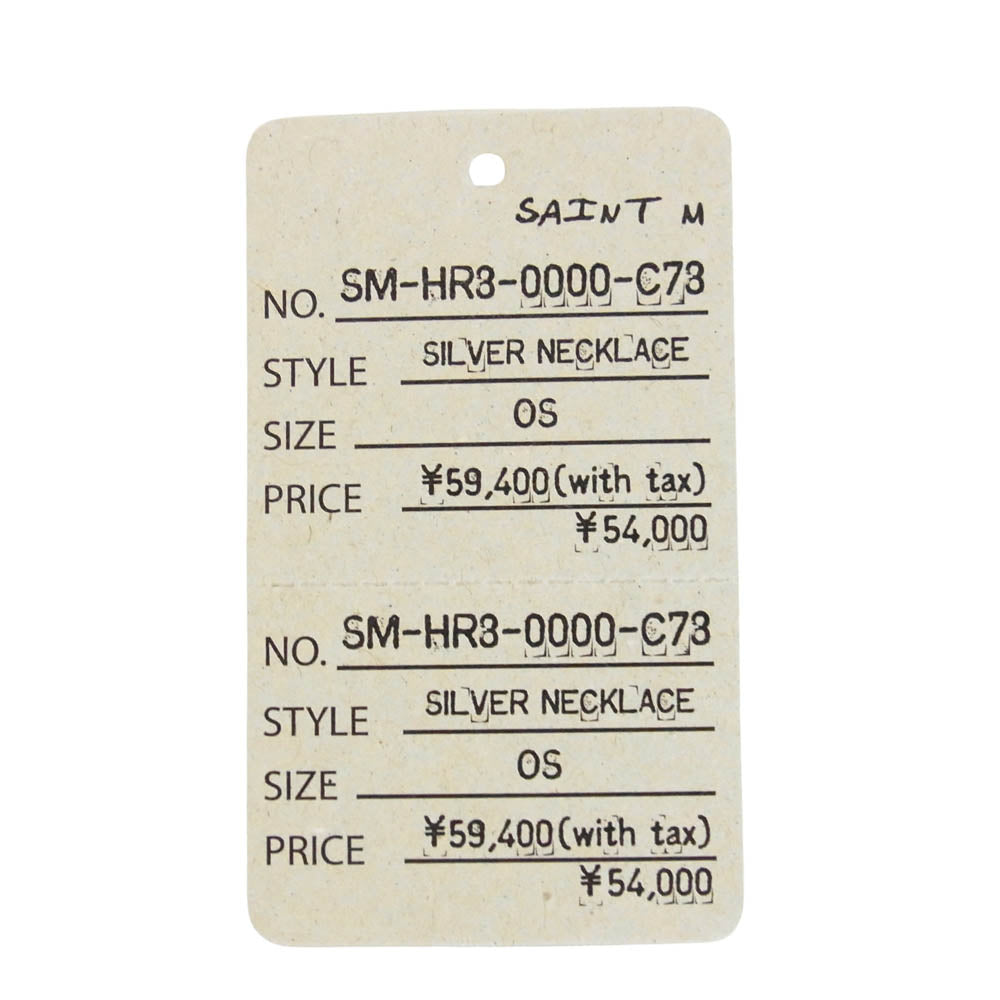 SAINT M
NO. SM-HR3-0000-C73
STYLE SILVER NECKLACE
SIZE OS
PRICE ¥59,400(with tax)
¥54,000
NO. SM-HR3-0000-C73
STYLE SILVER NECKLACE
SIZE OS
PRICE ¥59,400(with tax)
¥54,000